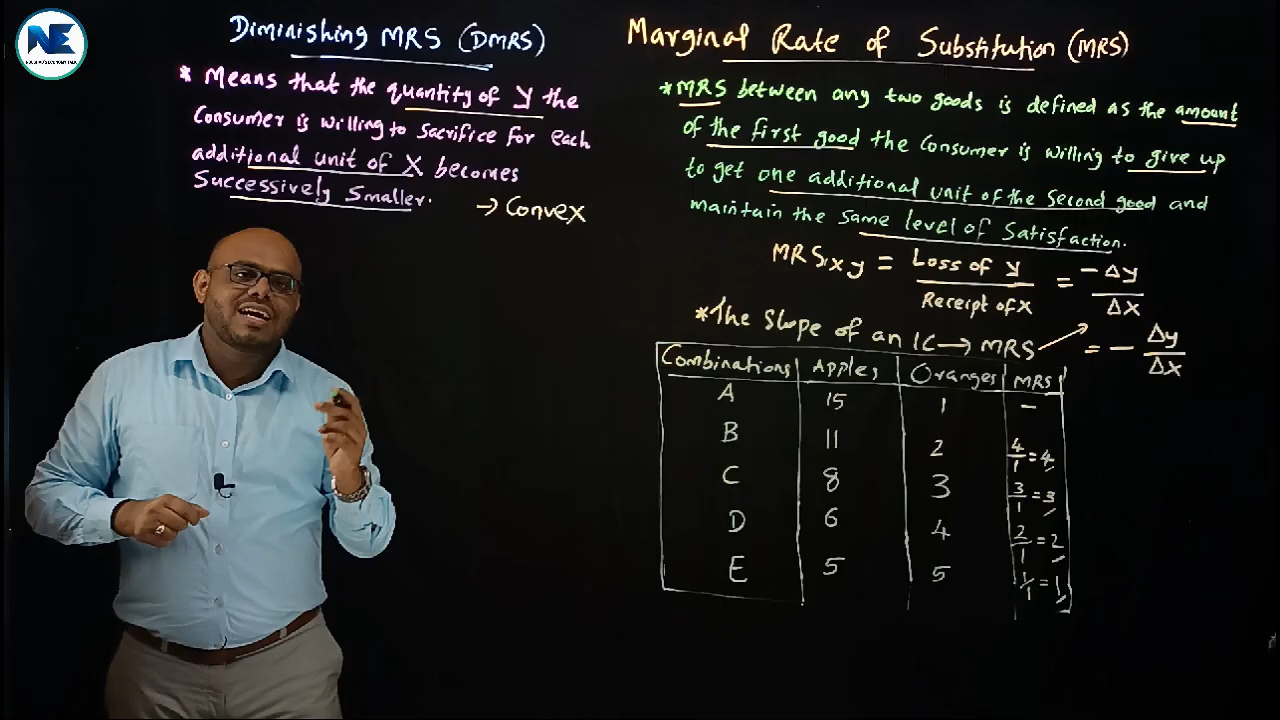 NE
Diminishing MRS (DMRS)
* Means that the quantity of Y the
Consumer is willing to sacrifice for each
additional unit of X becomes
Successively Smaller.
→ Convex
Marginal Rate of Substitution (MRS)
* MRS between any two goods is defined as the amount
of the first good the Consumer is willing to give up
to get one additional unit of the second good and
maintain the same level of Satisfaction.
MRS,xy = Loss of y / Receipt of X = -Δy / Δx
* The Slope of an IC → MRS = - Δy / Δx
Combinations Apples Oranges MRS
A 15 1 -
B 11 2 4/1 = 4
C 8 3 3/1 = 3
D 6 4 2/1 = 2
E 5 5 1/1 = 1